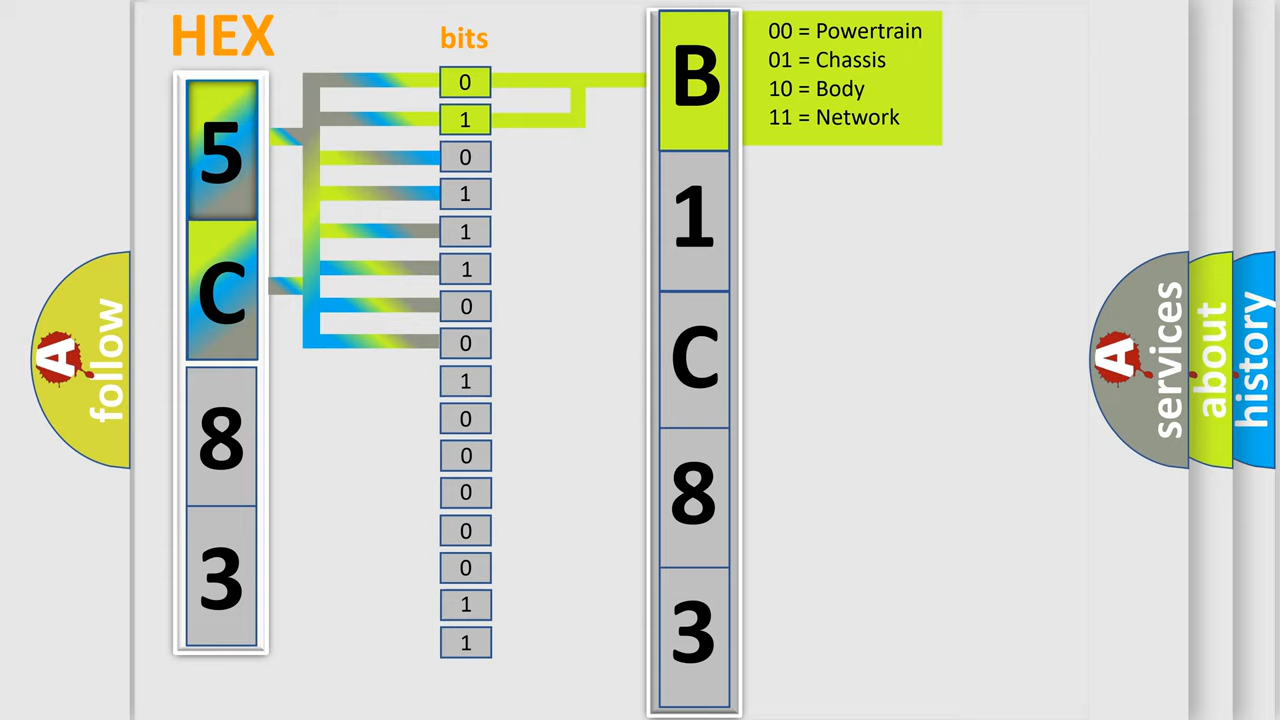 HEX
bits
5
C
8
3
0
1
0
1
1
1
0
0
1
0
0
0
0
0
1
1
B
1
C
8
3
00 = Powertrain
01 = Chassis
10 = Body
11 = Network
A
follow
A
services
about
history